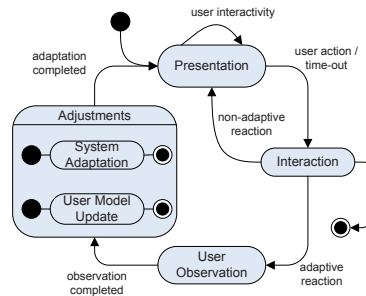 user interactivity
adaptation
completed
Presentation
user action /
time-out
Adjustments
non-adaptive
reaction
System
Adaptation
Interaction
User Model
Update
User
Observation
observation
completed
adaptive
reaction